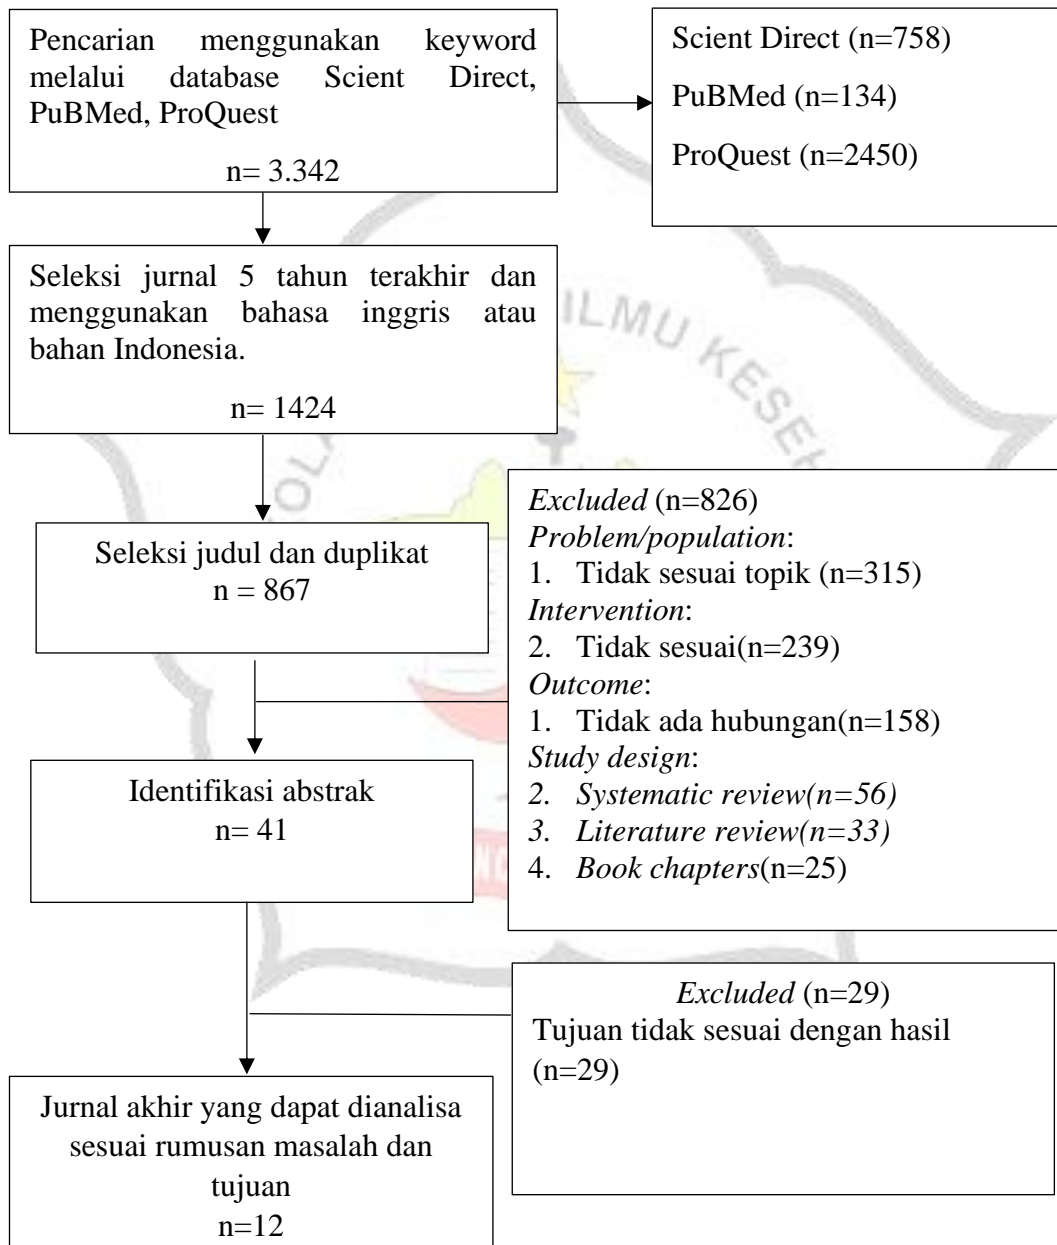 Pencarian menggunakan keyword
melalui database Scient Direct,
PuBMed, ProQuest
n= 3.342
Scient Direct (n=758)
PuBMed (n=134)
ProQuest (n=2450)
Seleksi jurnal 5 tahun terakhir dan
menggunakan bahasa inggris atau
bahan Indonesia.
n= 1424
ILMU
Seleksi judul dan duplikat
n = 867
Excluded (n=826)
Problem/population:
1. Tidak sesuai topik (n=315)
Intervention:
2. Tidak sesuai(n=239)
Outcome:
1. Tidak ada hubungan(n=158)
Study design:
2. Systematic review(n=56)
3. Literature review(n=33)
4. Book chapters(n=25)
Identifikasi abstrak
n= 41
Excluded (n=29)
Tujuan tidak sesuai dengan hasil
(n=29)
Jurnal akhir yang dapat dianalisa
sesuai rumusan masalah dan
tujuan
n=12